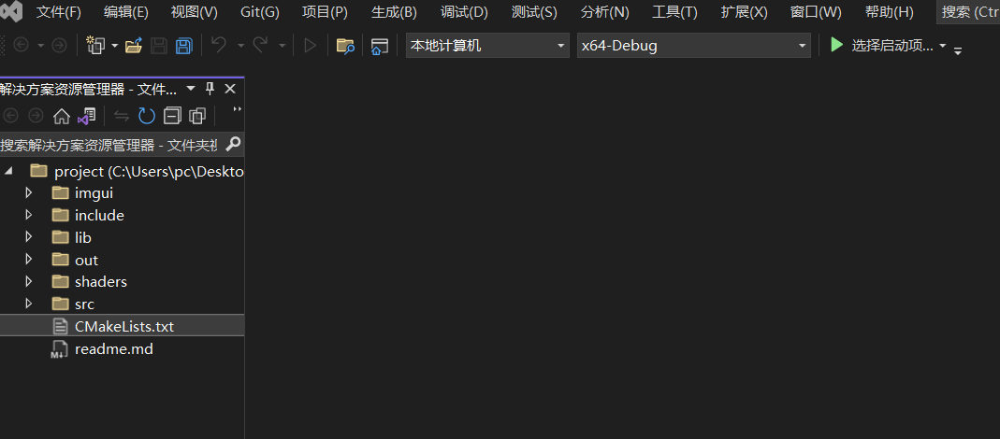 文件(F) 编辑(E) 视图(V) Git(G) 项目(P) 生成(B) 调试(D) 测试(S) 分析(N) 工具(T) 扩展(X) 窗口(W) 帮助(H) 搜索 (Ctr
本地计算机 x64-Debug 选择启动项...
解决方案资源管理器 - 文件...
搜索解决方案资源管理器 - 文件夹视
project (C:\Users\pc\Deskto
imgui
include
lib
out
shaders
src
CMakeLists.txt
readme.md